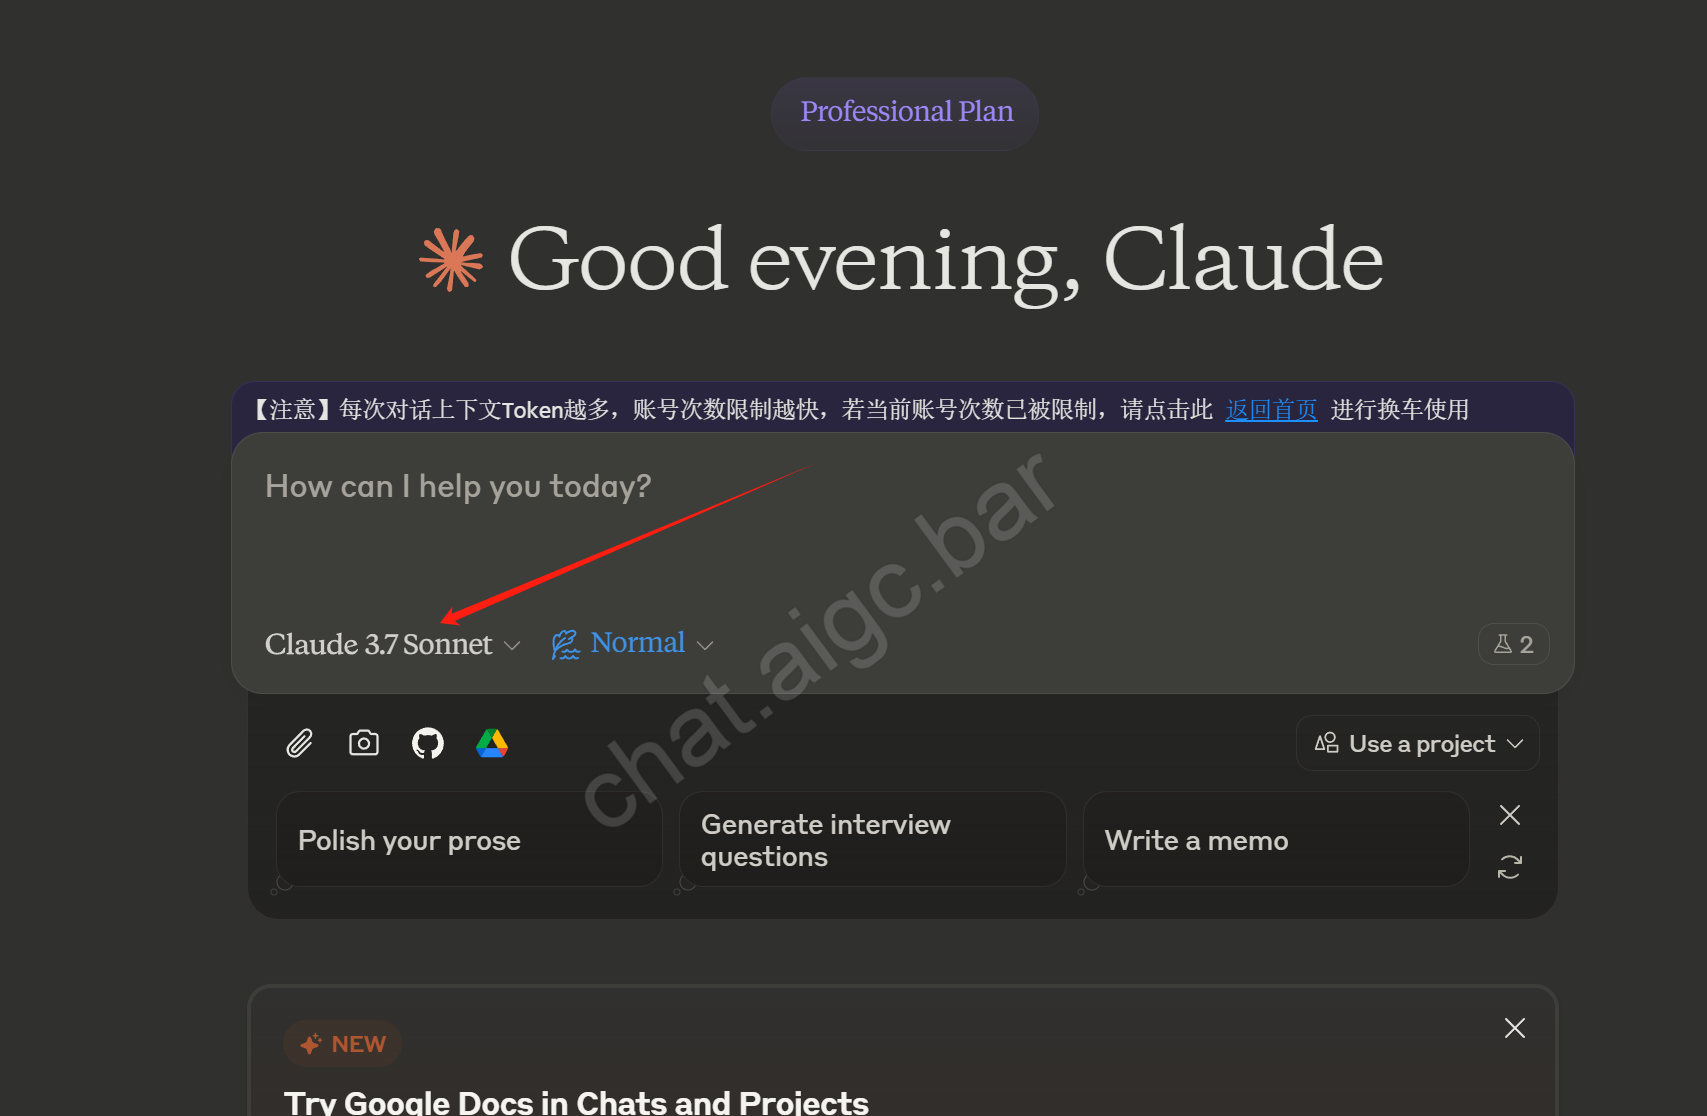 Professional Plan
Good evening, Claude
【注意】每次对话上下文Token越多，账号次数限制越快，若当前账号次数已被限制，请点击此 返回首页 进行换车使用
How can I help you today?
Claude 3.7 Sonnet
Normal
2
chat.aigc.bar
Use a project
Polish your prose
Generate interview
questions
Write a memo
NEW
Try Google Docs in Chats and Projects